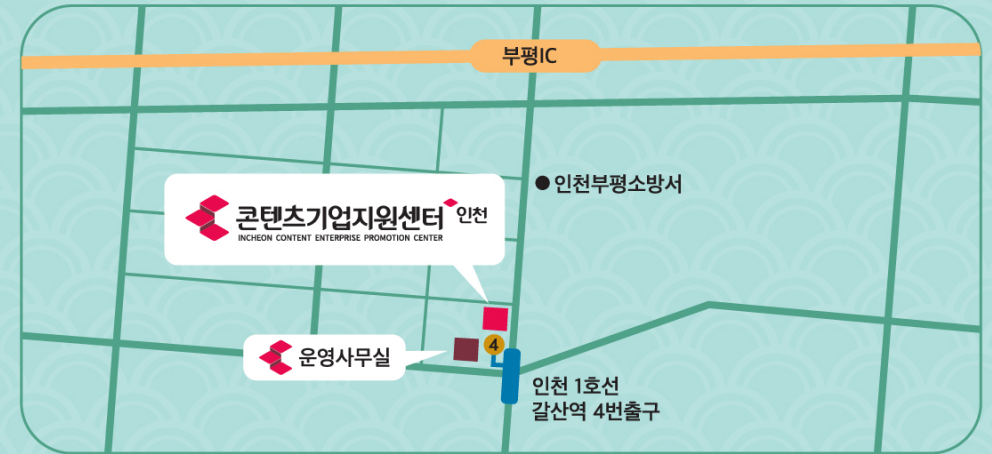 부평IC
인천부평소방서
콘텐츠기업지원센터 인천
INCHEON CONTENT ENTERPRISE PROMOTION CENTER
4
운영사무실
인천 1호선
갈산역 4번출구